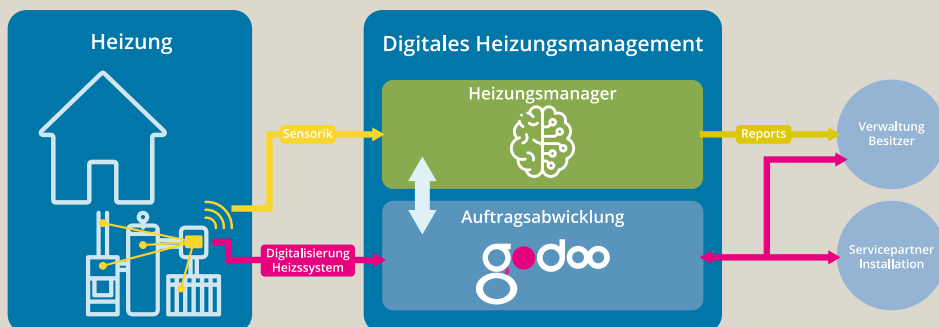 Heizung
Digitales Heizungsmanagement
Heizungsmanager
Sensorik
Reports
Verwaltung
Besitzer
Auftragsabwicklung
Digitalisierung
Heizssystem
godoo
Servicepartner
Installation